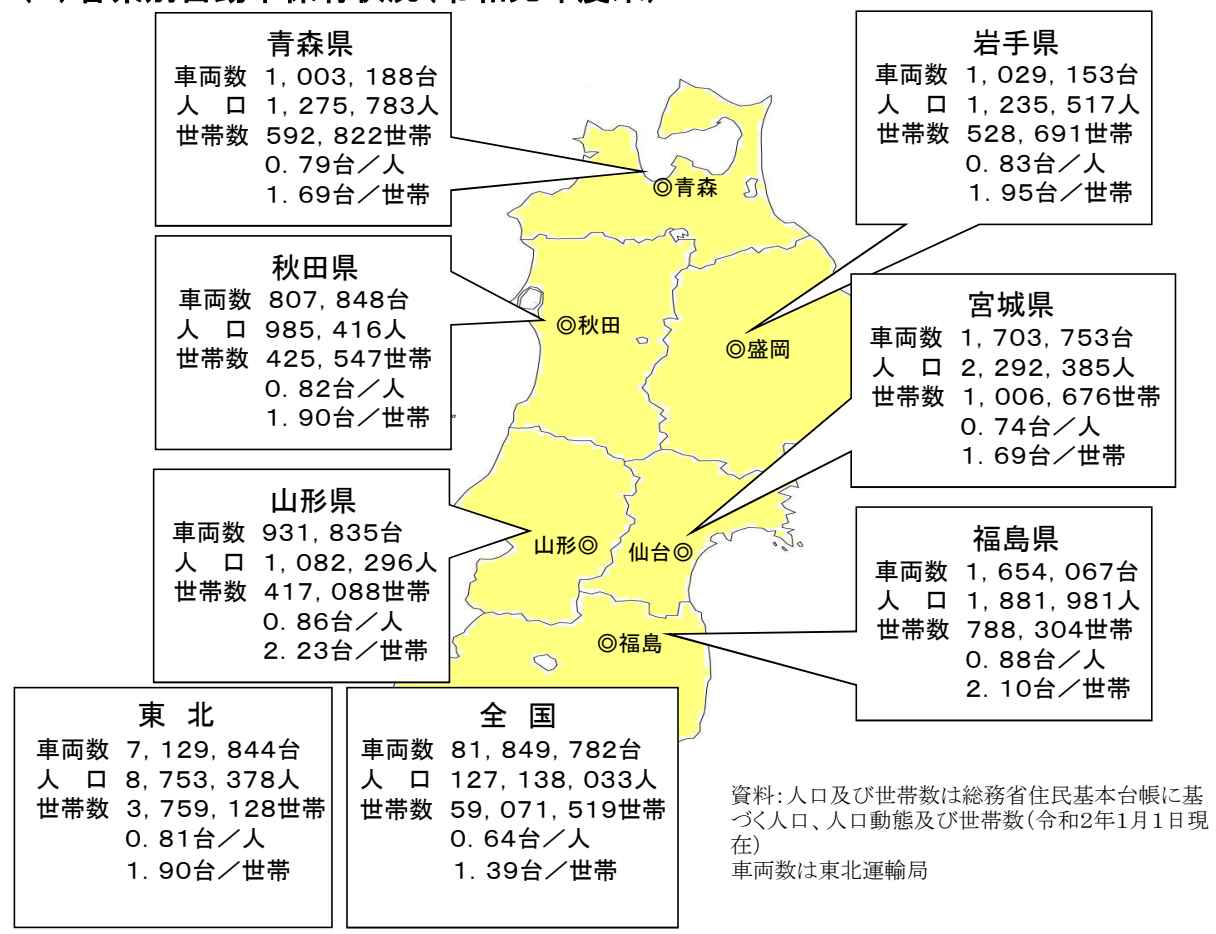 青森県
車両数 1,003,188台
人 口 1,275,783人
世帯数 592,822世帯
0.79台/人
1.69台/世帯
岩手県
車両数 1,029,153台
人 口 1,235,517人
世帯数 528,691世帯
0.83台/人
1.95台/世帯
◎青森
秋田県
車両数 807,848台
人 口 985,416人
世帯数 425,547世帯
0.82台/人
1.90台/世帯
◎秋田
◎盛岡
宮城県
車両数 1,703,753台
人 口 2,292,385人
世帯数 1,006,676世帯
0.74台/人
1.69台/世帯
山形県
車両数 931,835台
人 口 1,082,296人
世帯数 417,088世帯
0.86台/人
2.23台/世帯
山形◎
仙台◎
福島県
車両数 1,654,067台
人 口 1,881,981人
世帯数 788,304世帯
0.88台/人
2.10台/世帯
◎福島
東 北
車両数 7,129,844台
人 口 8,753,378人
世帯数 3,759,128世帯
0.81台/人
1.90台/世帯
全 国
車両数 81,849,782台
人 口 127,138,033人
世帯数 59,071,519世帯
0.64台/人
1.39台/世帯
資料:人口及び世帯数は総務省住民基本台帳に基
づく人口、人口動態及び世帯数(令和2年1月1日現
在)
車両数は東北運輸局